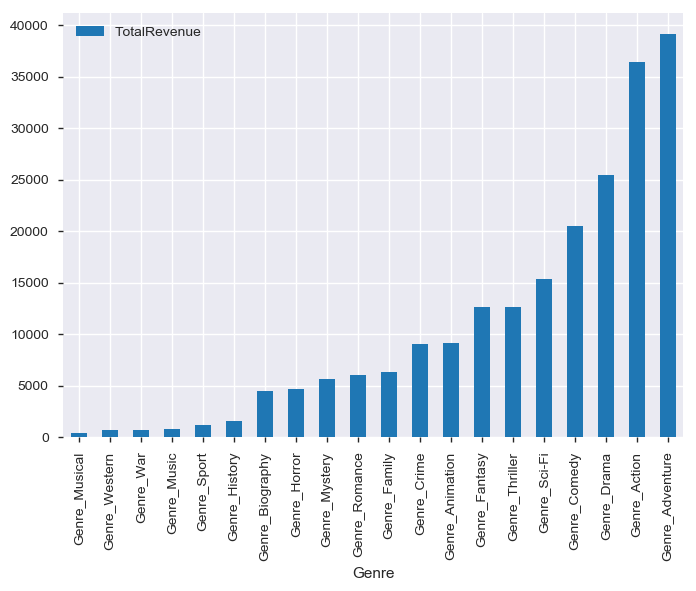 TotalRevenue
40000
35000
30000
25000
20000
15000
10000
5000
0
Genre_Musical
Genre_Western
Genre_War
Genre_Music
Genre_Sport
Genre_History
Genre_Biography
Genre_Horror
Genre_Mystery
Genre_Romance
Genre_Family
Genre_Crime
Genre_Animation
Genre_Fantasy
Genre_Thriller
Genre_Sci-Fi
Genre_Comedy
Genre_Drama
Genre_Action
Genre_Adventure
Genre